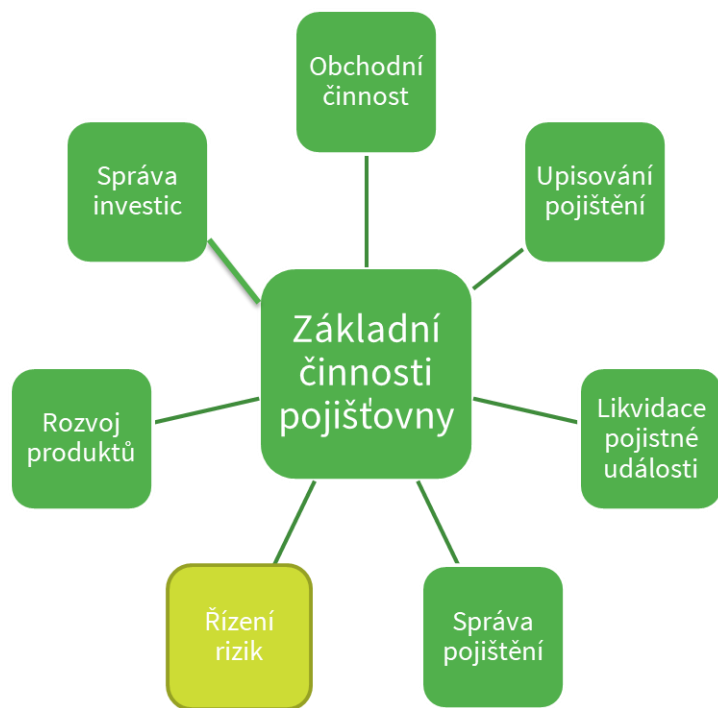 Obchodní
činnost
Správa
investic
Upisování
pojištění
Základní
činnosti
pojišťovny
Rozvoj
produktů
Likvidace
pojistné
události
Řízení
rizik
Správa
pojištění